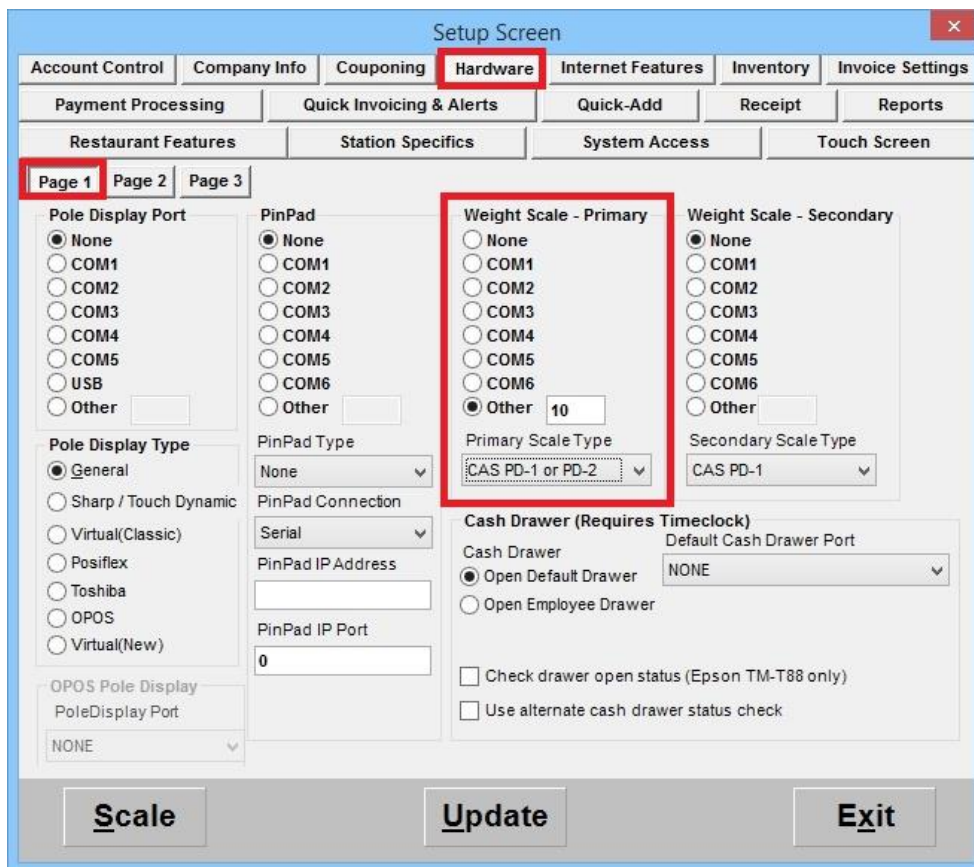 Setup Screen
Account Control Company Info Couponing Hardware Internet Features Inventory Invoice Settings
Payment Processing Quick Invoicing & Alerts Quick-Add Receipt Reports
Restaurant Features Station Specifics System Access Touch Screen
Page 1 Page 2 Page 3
Pole Display Port
None
COM1
COM2
COM3
COM4
COM5
USB
Other
Pole Display Type
General
Sharp / Touch Dynamic
Virtual(Classic)
Posiflex
Toshiba
OPOS
Virtual(New)
OPOS Pole Display
PoleDisplay Port
NONE
PinPad
None
COM1
COM2
COM3
COM4
COM5
COM6
Other
PinPad Type
None
PinPad Connection
Serial
PinPad IP Address
PinPad IP Port
0
Weight Scale - Primary
None
COM1
COM2
COM3
COM4
COM5
COM6
Other 10
Primary Scale Type
CAS PD-1 or PD-2
Weight Scale - Secondary
None
COM1
COM2
COM3
COM4
COM5
COM6
Other
Secondary Scale Type
CAS PD-1
Cash Drawer (Requires Timeclock)
Cash Drawer
Open Default Drawer
Open Employee Drawer
Default Cash Drawer Port
NONE
Check drawer open status (Epson TM-T88 only)
Use alternate cash drawer status check
Scale Update Exit